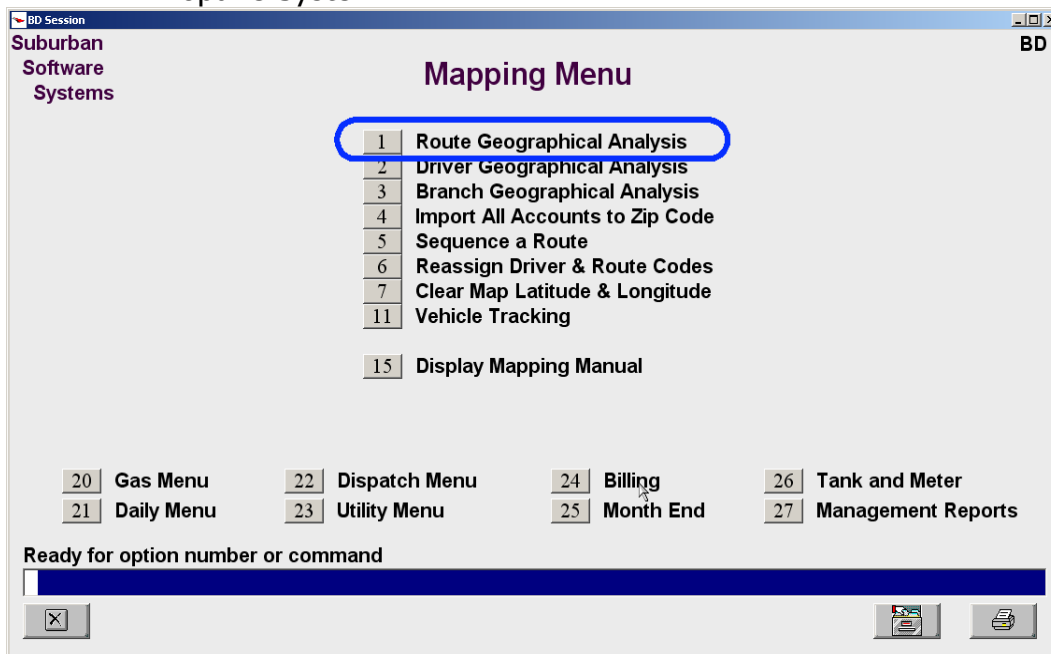 BD Session
Suburban
Software
Systems
BD
Mapping Menu
1 Route Geographical Analysis
2 Driver Geographical Analysis
3 Branch Geographical Analysis
4 Import All Accounts to Zip Code
5 Sequence a Route
6 Reassign Driver & Route Codes
7 Clear Map Latitude & Longitude
11 Vehicle Tracking
15 Display Mapping Manual
20 Gas Menu 22 Dispatch Menu 24 Billing 26 Tank and Meter
21 Daily Menu 23 Utility Menu 25 Month End 27 Management Reports
Ready for option number or command